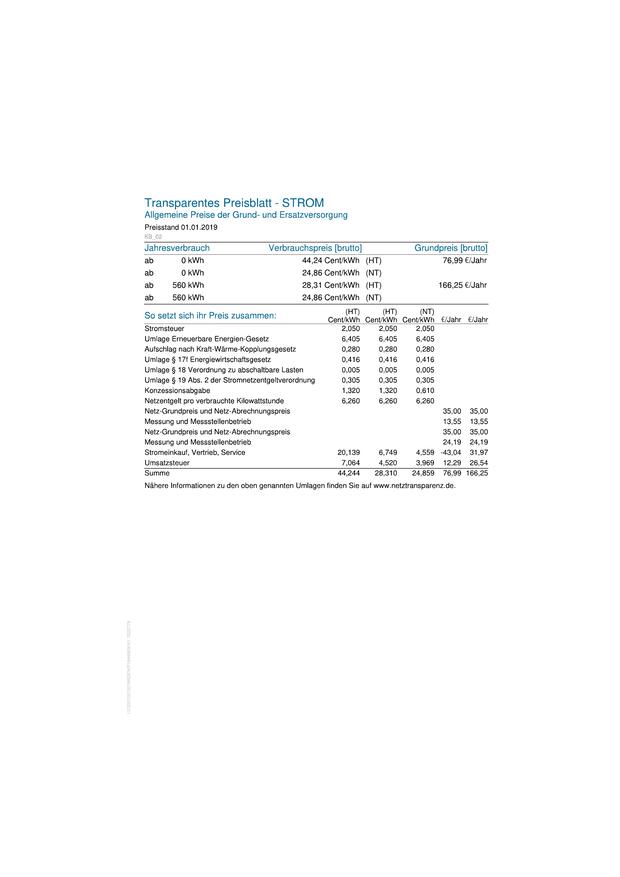 Transparentes Preisblatt - STROM
Allgemeine Preise der Grund- und Ersatzversorgung
Preisstand 01.01.2019
KB_02
Jahresverbrauch Verbrauchspreis [brutto] Grundpreis [brutto]
ab 0 kWh 44,24 Cent/kWh (HT) 76,99 €/Jahr
ab 0 kWh 24,86 Cent/kWh (NT)
ab 560 kWh 28,31 Cent/kWh (HT) 166,25 €/Jahr
ab 560 kWh 24,86 Cent/kWh (NT)
So setzt sich ihr Preis zusammen: (HT) Cent/kWh (HT) Cent/kWh (NT) Cent/kWh €/Jahr €/Jahr
Stromsteuer 2,050 2,050 2,050
Umlage Erneuerbare Energien-Gesetz 6,405 6,405 6,405
Aufschlag nach Kraft-Wärme-Kopplungsgesetz 0,280 0,280 0,280
Umlage § 17f Energiewirtschaftsgesetz 0,416 0,416 0,416
Umlage § 18 Verordnung zu abschaltbare Lasten 0,005 0,005 0,005
Umlage § 19 Abs. 2 der Stromnetzentgeltverordnung 0,305 0,305 0,305
Konzessionsabgabe 1,320 1,320 0,610
Netzentgelt pro verbrauchte Kilowattstunde 6,260 6,260 6,260
Netz-Grundpreis und Netz-Abrechnungspreis 35,00 35,00
Messung und Messstellenbetrieb 13,55 13,55
Netz-Grundpreis und Netz-Abrechnungspreis 35,00 35,00
Messung und Messstellenbetrieb 24,19 24,19
Stromeinkauf, Vertrieb, Service 20,139 6,749 4,559 -43,04 31,97
Umsatzsteuer 7,064 4,520 3,969 12,29 26,54
Summe 44,244 28,310 24,859 76,99 166,25
Nähere Informationen zu den oben genannten Umlagen finden Sie auf www.netztransparenz.de.